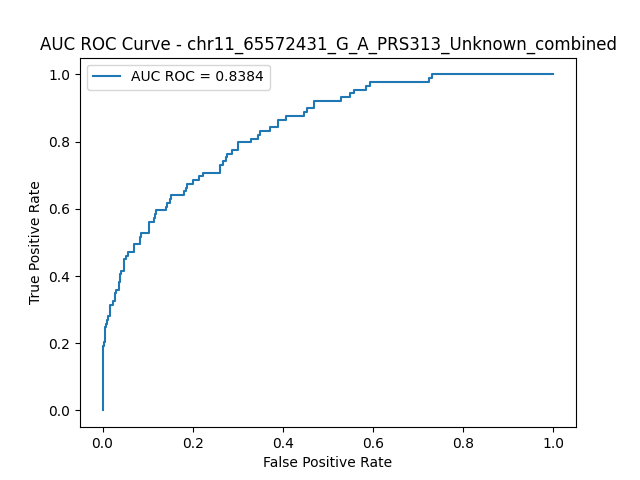 AUC ROC Curve - chr11_65572431_G_A_PRS313_Unknown_combined
AUC ROC = 0.8384
True Positive Rate
1.0
0.8
0.6
0.4
0.2
0.0
0.0 0.2 0.4 0.6 0.8 1.0
False Positive Rate